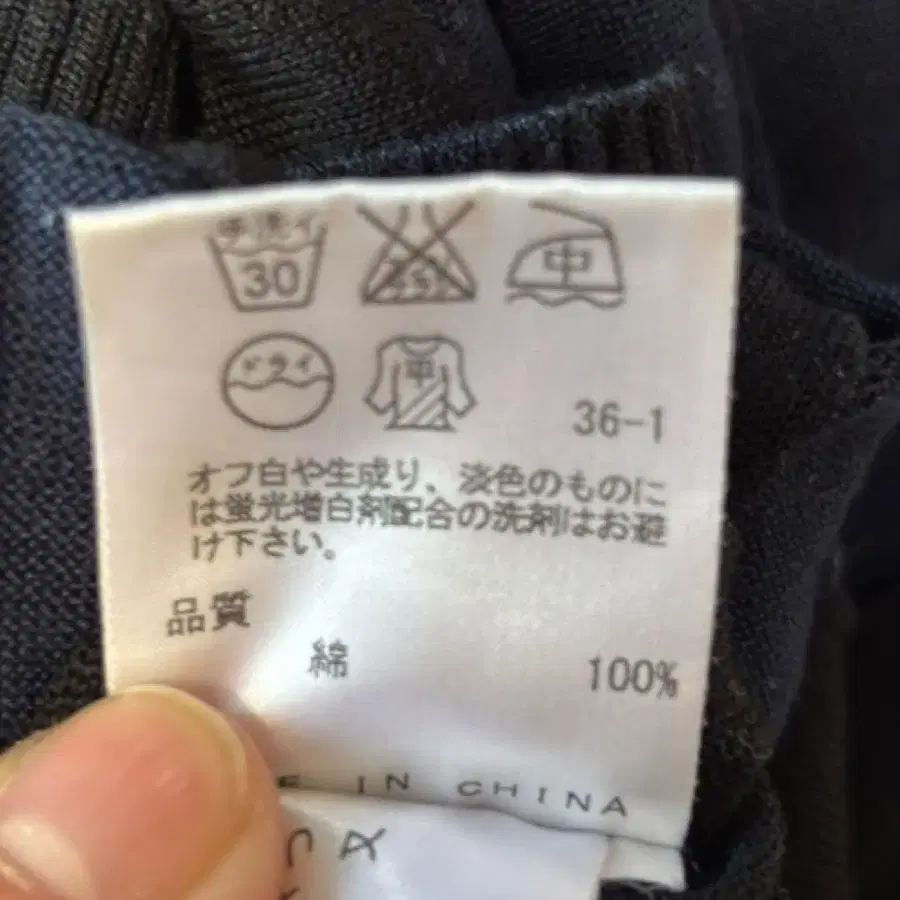 手洗イ
30
中
ドライ
平
36-1
オフ白や生成り、淡色のものに
は蛍光増白剤配合の洗剤はお避
け下さい。
品質
綿 100%
IN CHINA